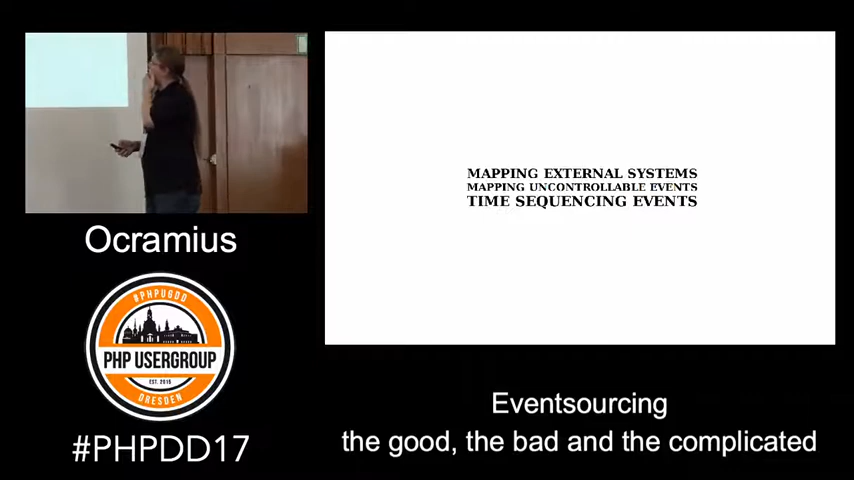 MAPPING EXTERNAL SYSTEMS
MAPPING UNCONTROLLABLE EVENTS
TIME SEQUENCING EVENTS
Ocramius
#PHPUGDD
PHP USERGROUP
EST. 2015
DRESDEN
#PHPDD17
Eventsourcing
the good, the bad and the complicated